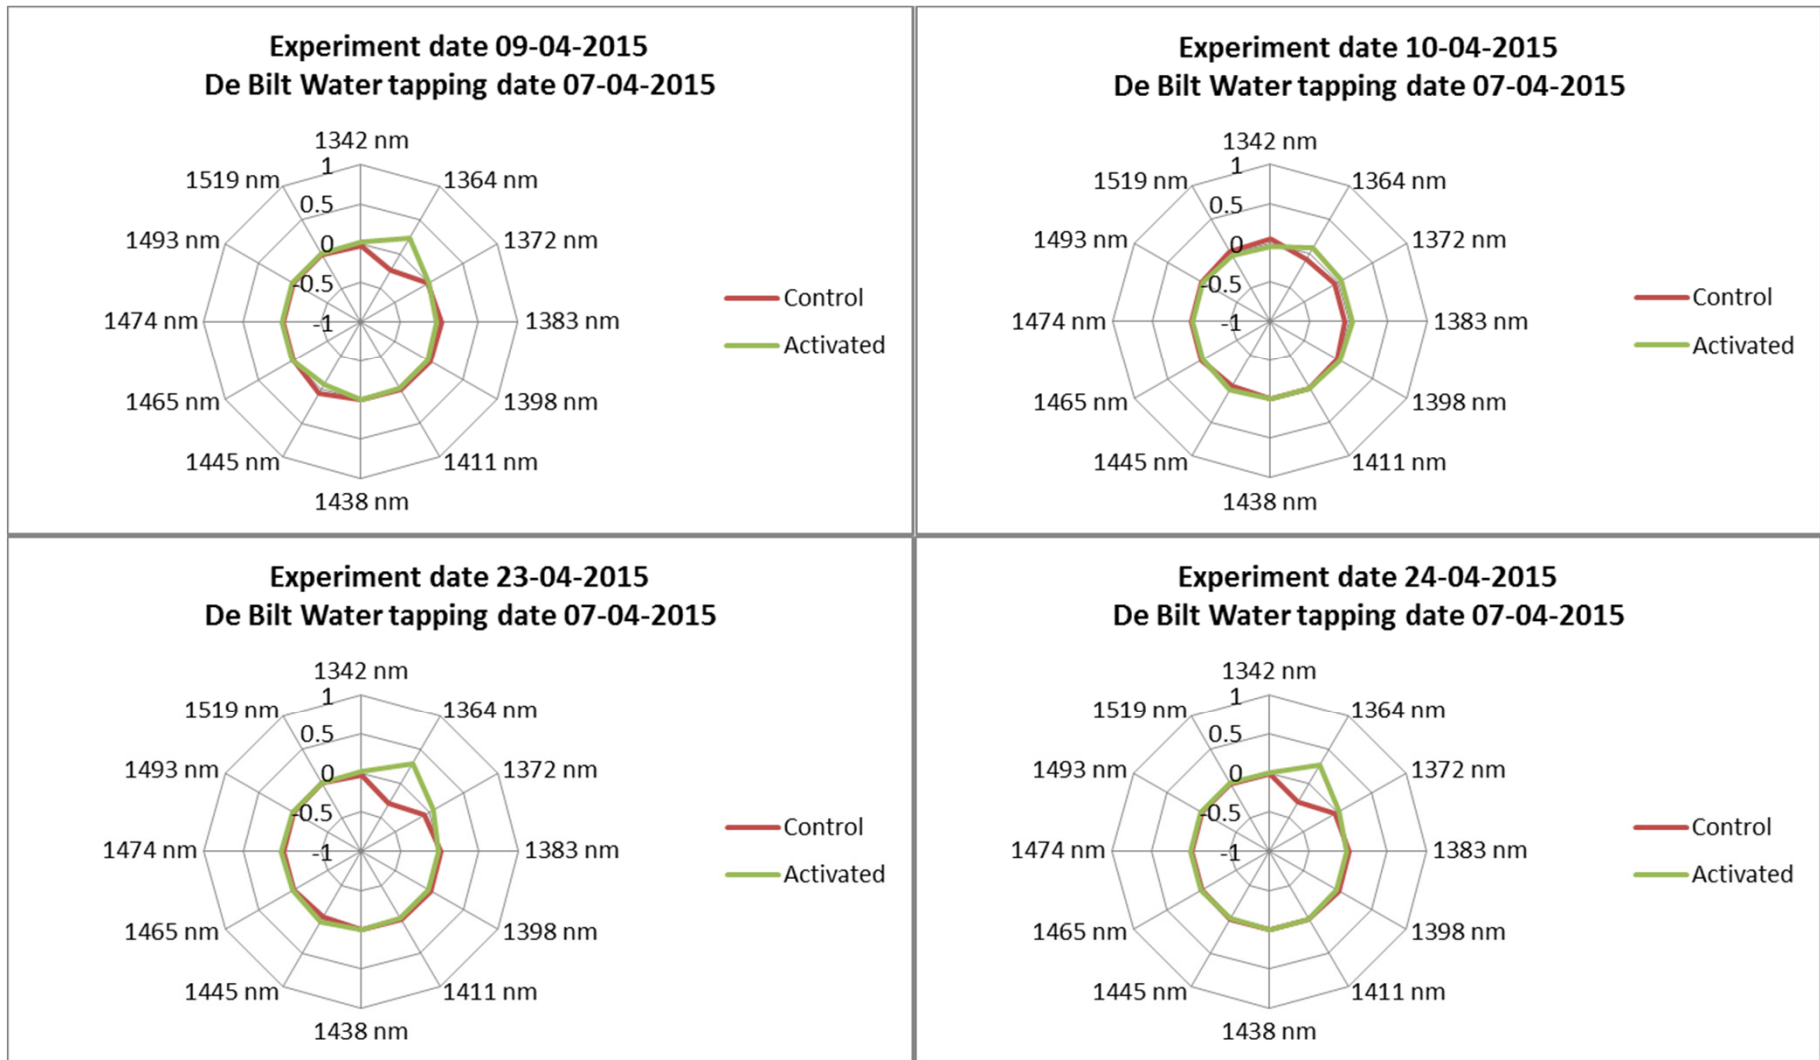 Experiment date 09-04-2015
De Bilt Water tapping date 07-04-2015
1342 nm
1364 nm
1372 nm
1383 nm
1398 nm
1411 nm
1438 nm
1445 nm
1465 nm
1474 nm
1493 nm
1519 nm
1
0.5
0
-0.5
-1
Control
Activated
Experiment date 10-04-2015
De Bilt Water tapping date 07-04-2015
1342 nm
1364 nm
1372 nm
1383 nm
1398 nm
1411 nm
1438 nm
1445 nm
1465 nm
1474 nm
1493 nm
1519 nm
1
0.5
0
-0.5
-1
Control
Activated
Experiment date 23-04-2015
De Bilt Water tapping date 07-04-2015
1342 nm
1364 nm
1372 nm
1383 nm
1398 nm
1411 nm
1438 nm
1445 nm
1465 nm
1474 nm
1493 nm
1519 nm
1
0.5
0
-0.5
-1
Control
Activated
Experiment date 24-04-2015
De Bilt Water tapping date 07-04-2015
1342 nm
1364 nm
1372 nm
1383 nm
1398 nm
1411 nm
1438 nm
1445 nm
1465 nm
1474 nm
1493 nm
1519 nm
1
0.5
0
-0.5
-1
Control
Activated